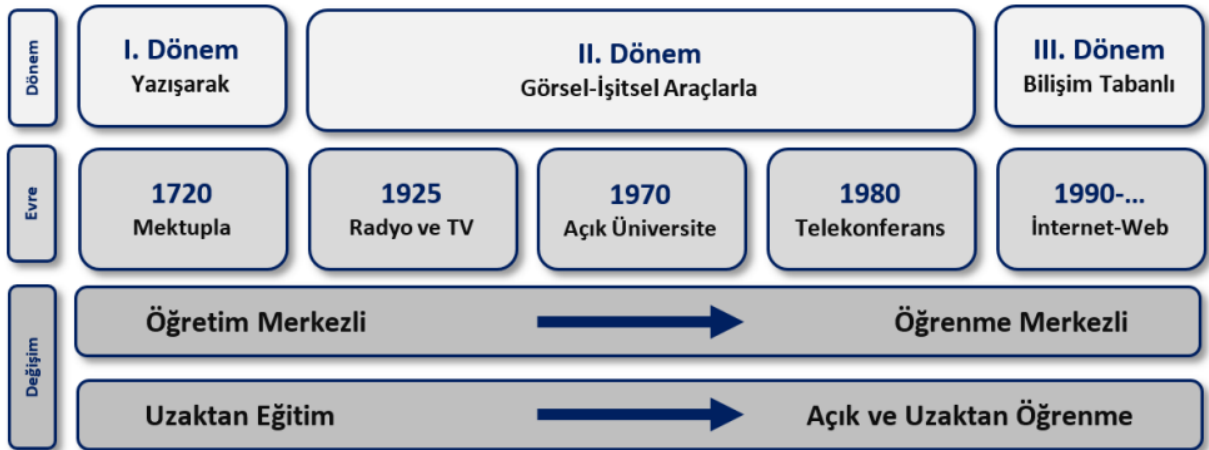 Dönem
I. Dönem
Yazışarak
II. Dönem
Görsel-İşitsel Araçlarla
III. Dönem
Bilişim Tabanlı
Evre
1720
Mektupla
1925
Radyo ve TV
1970
Açık Üniversite
1980
Telekonferans
1990-...
İnternet-Web
Değişim
Öğretim Merkezli
Öğrenme Merkezli
Uzaktan Eğitim
Açık ve Uzaktan Öğrenme